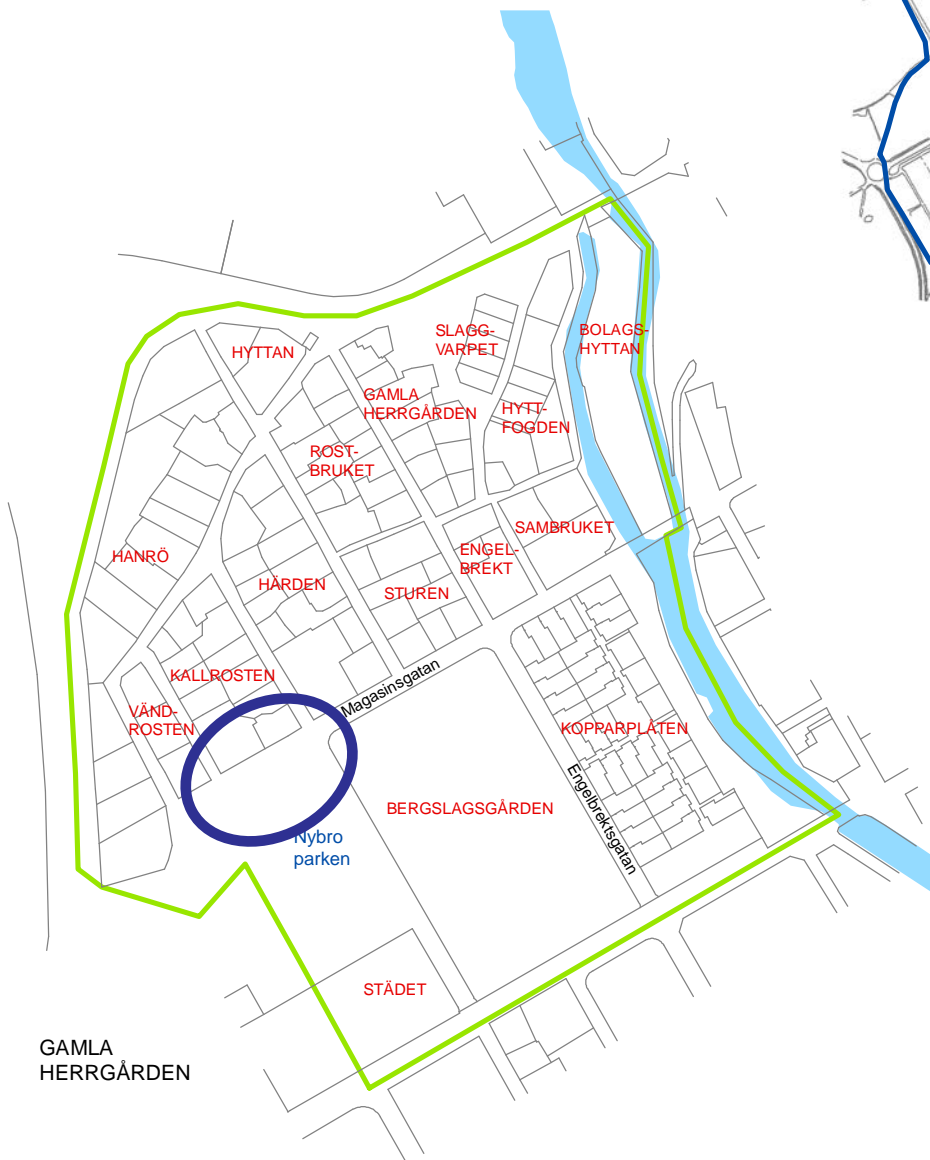 SLAGG-
VARPET
BOLAGS-
HYTTAN
HYTTAN
GAMLA
HERRGÅRDEN
HYTT-
FOGDEN
ROST-
BRUKET
SAMBRUKET
ENGEL-
BREKT
HANRÖ
HÄRDEN
STUREN
KALLROSTEN
Magasinsgatan
VÄND-
ROSTEN
KOPPARPLÅTEN
Engelbrektsgatan
BERGSLAGSGÅRDEN
Nybro
parken
STÄDET
GAMLA
HERRGÅRDEN